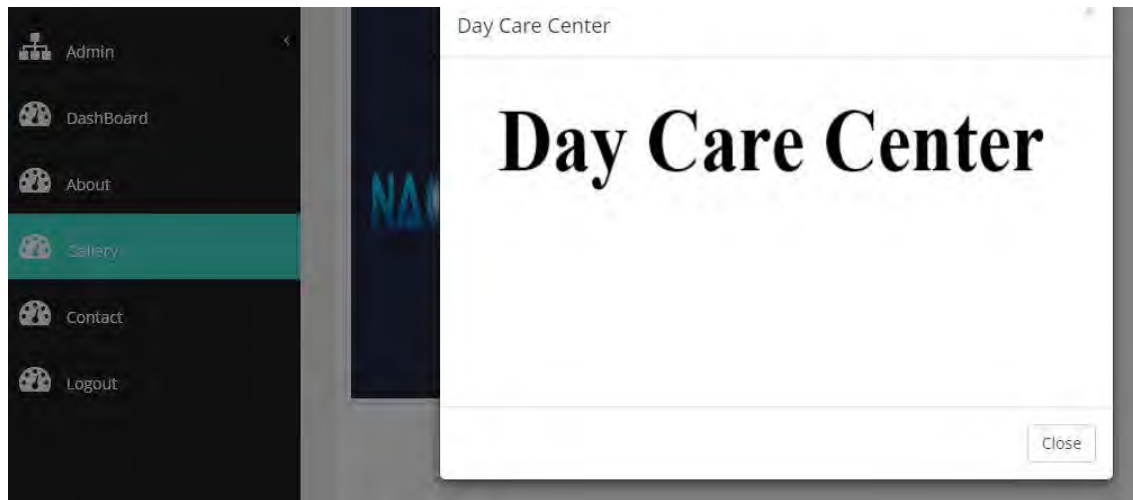 Admin
DashBoard
About
Gallery
Contact
Logout
Day Care Center
Day Care Center
Close